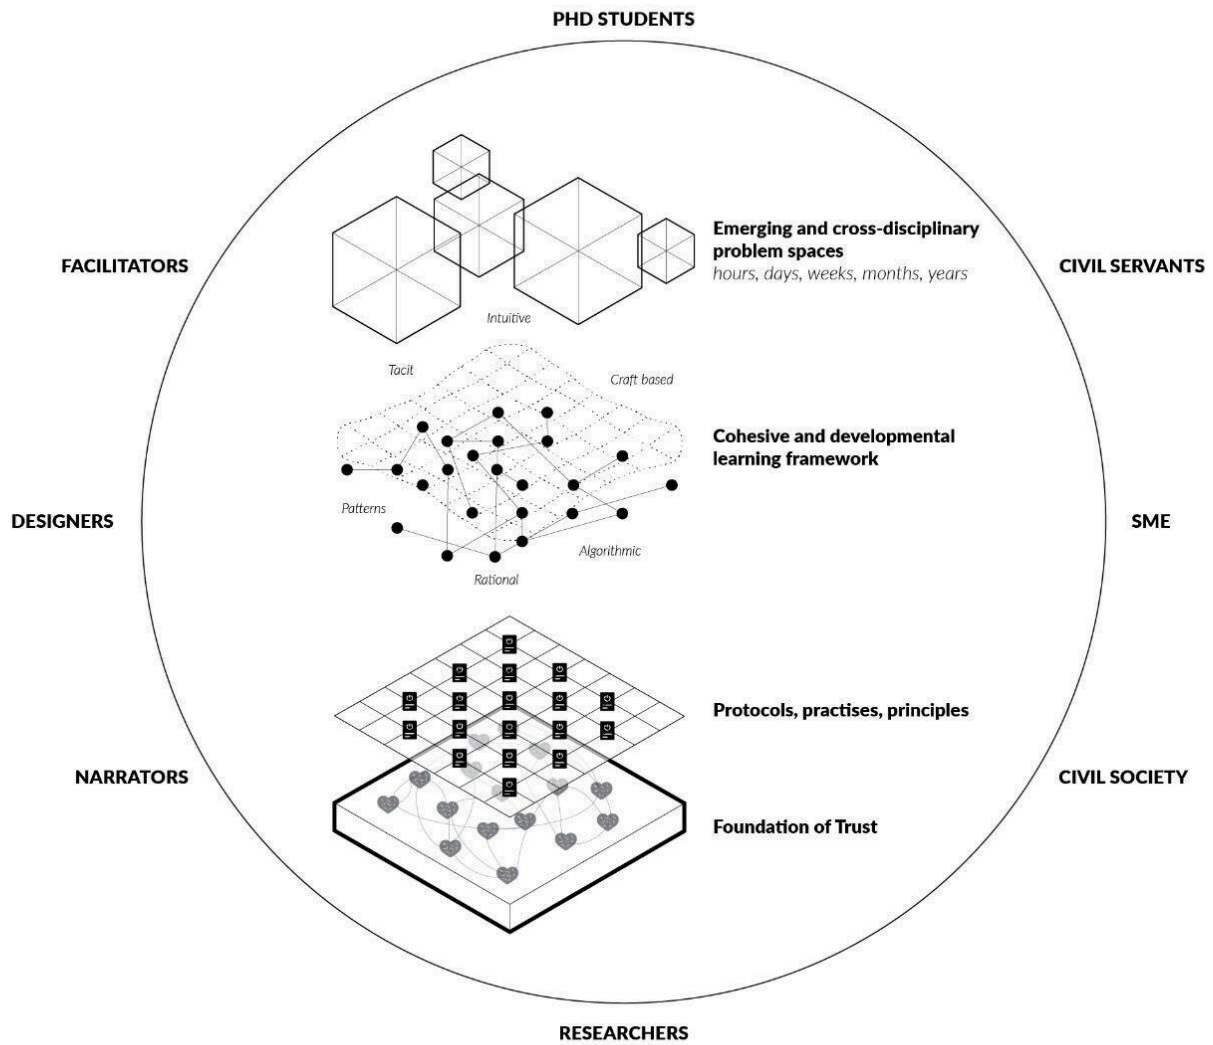 PHD STUDENTS
Emerging and cross-disciplinary
problem spaces
hours, days, weeks, months, years
FACILITATORS
CIVIL SERVANTS
Intuitive
Tacit
Craft based
Cohesive and developmental
learning framework
Patterns
DESIGNERS
SME
Algorithmic
Rational
Protocols, practises, principles
NARRATORS
CIVIL SOCIETY
Foundation of Trust
RESEARCHERS